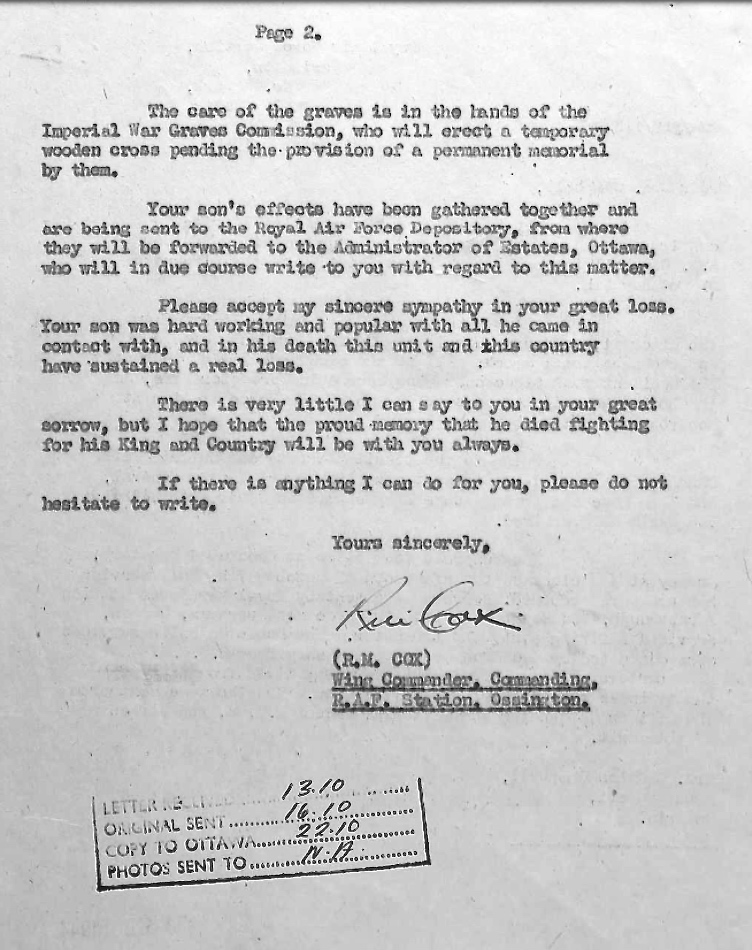 Page 2.
The care of the graves is in the hands of the
Imperial War Graves Commission, who will erect a temporary
wooden cross pending the provision of a permanent memorial
by them.
Your son's effects have been gathered together and
are being sent to the Royal Air Force Depository, from where
they will be forwarded to the Administrator of Estates, Ottawa,
who will in due course write to you with regard to this matter.
Please accept my sincere sympathy in your great loss.
Your son was hard working and popular with all he came in
contact with, and in his death this unit and this country
have sustained a real loss.
There is very little I can say to you in your great
sorrow, but I hope that the proud memory that he died fighting
for his King and Country will be with you always.
If there is anything I can do for you, please do not
hesitate to write.
Yours sincerely,
Cox
(R.M. COX)
Wing Commander, Commanding,
R.A.F. Station, Ossington.
LETTER RECEIVED 13.10
ORIGINAL SENT 16.10
COPY TO OTTAWA 22.10
PHOTOS SENT TO N.A.